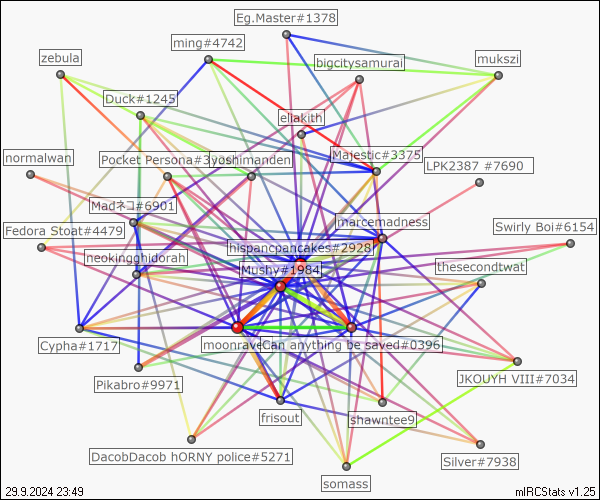 Eg.Master#1378
ming#4742
zebula
bigcitysamurai
mukszi
Duck#1245
eliakith
normalwan
Pocket Persona#3
yoshimanden
Majestic#3375
LPK2387 #7690
Madネコ#6901
marcemadness
Fedora Stoat#4479
Swirly Boi#6154
hispancpancakes#2928
neokingghidorah
Mushy#1984
thesecondtwat
Cypha#1717
moonrave
Can anything be saved#0396
Pikabro#9971
JKOUYH VIII#7034
frisout
shawntee9
DacobDacob hORNY police#5271
Silver#7938
somass
29.9.2024 23:49
mIRCStats v1.25